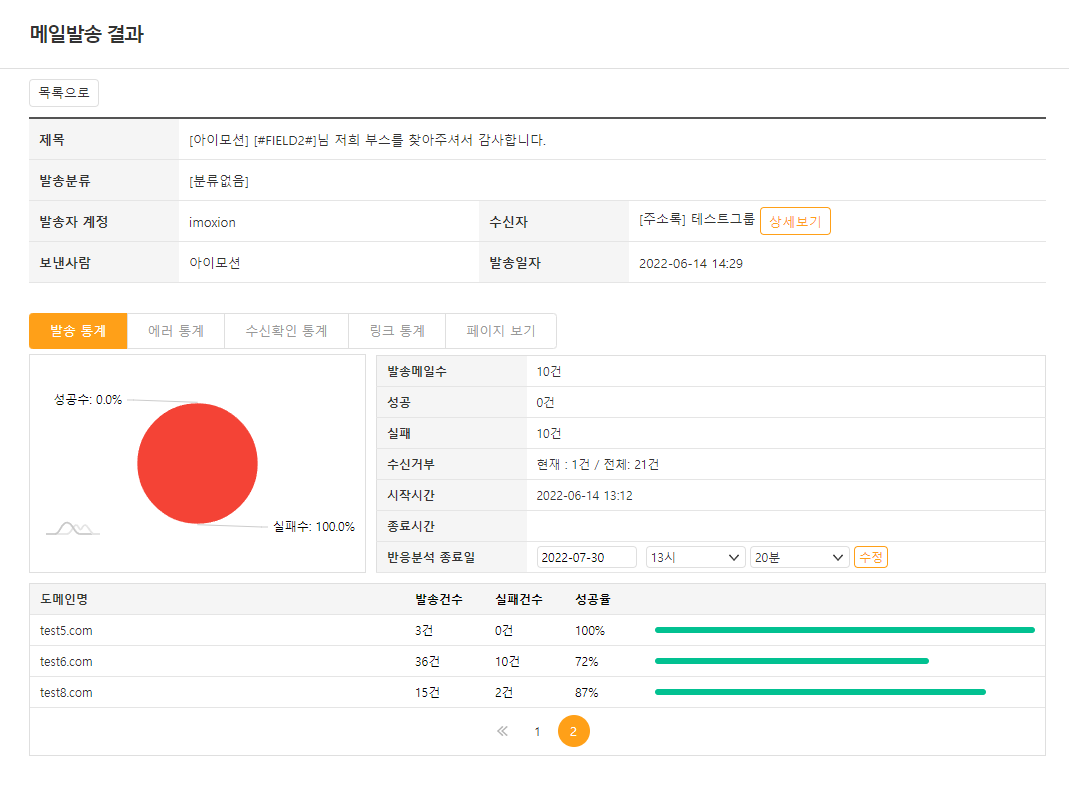 메일발송 결과
목록으로
제목 [아이모션] [#FIELD2#]님 저희 부스를 찾아주셔서 감사합니다.
발송분류 [분류없음]
발송자 계정 imoxion 수신자 [주소록] 테스트그룹 상세보기
보낸사람 아이모션 발송일자 2022-06-14 14:29
발송 통계 에러 통계 수신확인 통계 링크 통계 페이지 보기
성공수: 0.0%
실패수: 100.0%
발송메일수 10건
성공 0건
실패 10건
수신거부 현재 : 1건 / 전체: 21건
시작시간 2022-06-14 13:12
종료시간
반응분석 종료일 2022-07-30 13시 20분 수정
도메인명 발송건수 실패건수 성공율
test5.com 3건 0건 100%
test6.com 36건 10건 72%
test8.com 15건 2건 87%
1 2